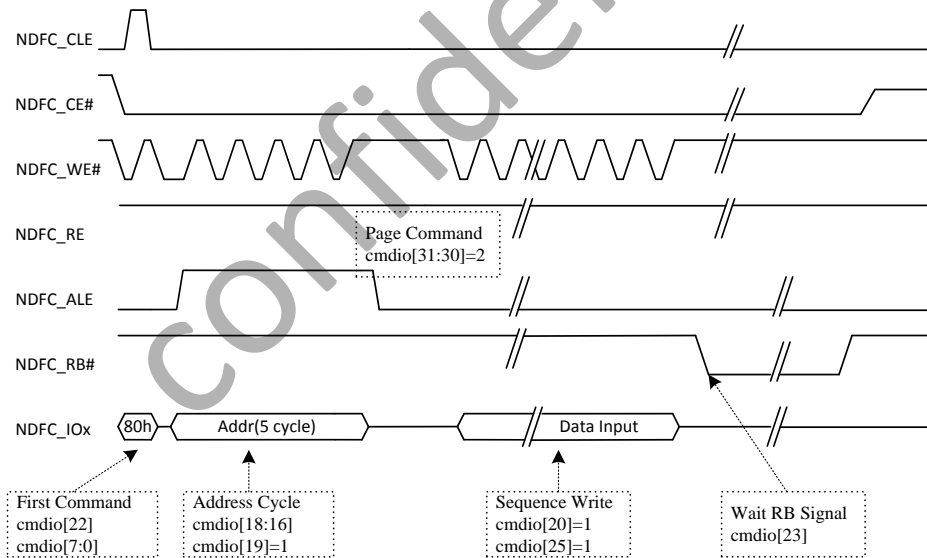 confiden
NDFC_CLE
NDFC_CE#
NDFC_WE#
NDFC_RE
Page Command
cmdio[31:30]=2
NDFC_ALE
NDFC_RB#
NDFC_IOx
80h
Addr(5 cycle)
Data Input
First Command
cmdio[22]
cmdio[7:0]
Address Cycle
cmdio[18:16]
cmdio[19]=1
Sequence Write
cmdio[20]=1
cmdio[25]=1
Wait RB Signal
cmdio[23]